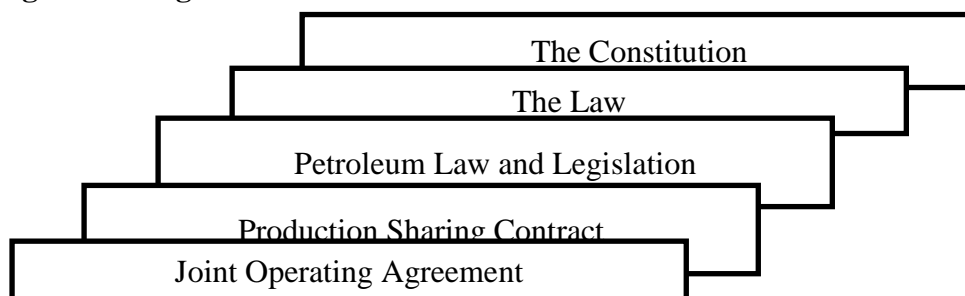 The Constitution
The Law
Petroleum Law and Legislation
Production Sharing Contract
Joint Operating Agreement